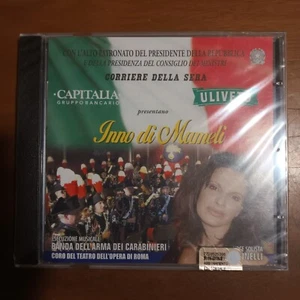 CON L'ALTO PATRONATO DEL PRESIDENTE DELLA REPUBBLICA
E DELLA PRESIDENZA DEL CONSIGLIO DEI MINISTRI
CORRIERE DELLA SERA
CAPITALIA
GRUPPO BANCARIO
ULIVETO
presentano
Inno di Mameli
ESECUZIONE MUSICALE
BANDA DELL'ARMA DEI CARABINIERI
CORO DEL TEATRO DELL'OPERA DI ROMA
SOLISTA